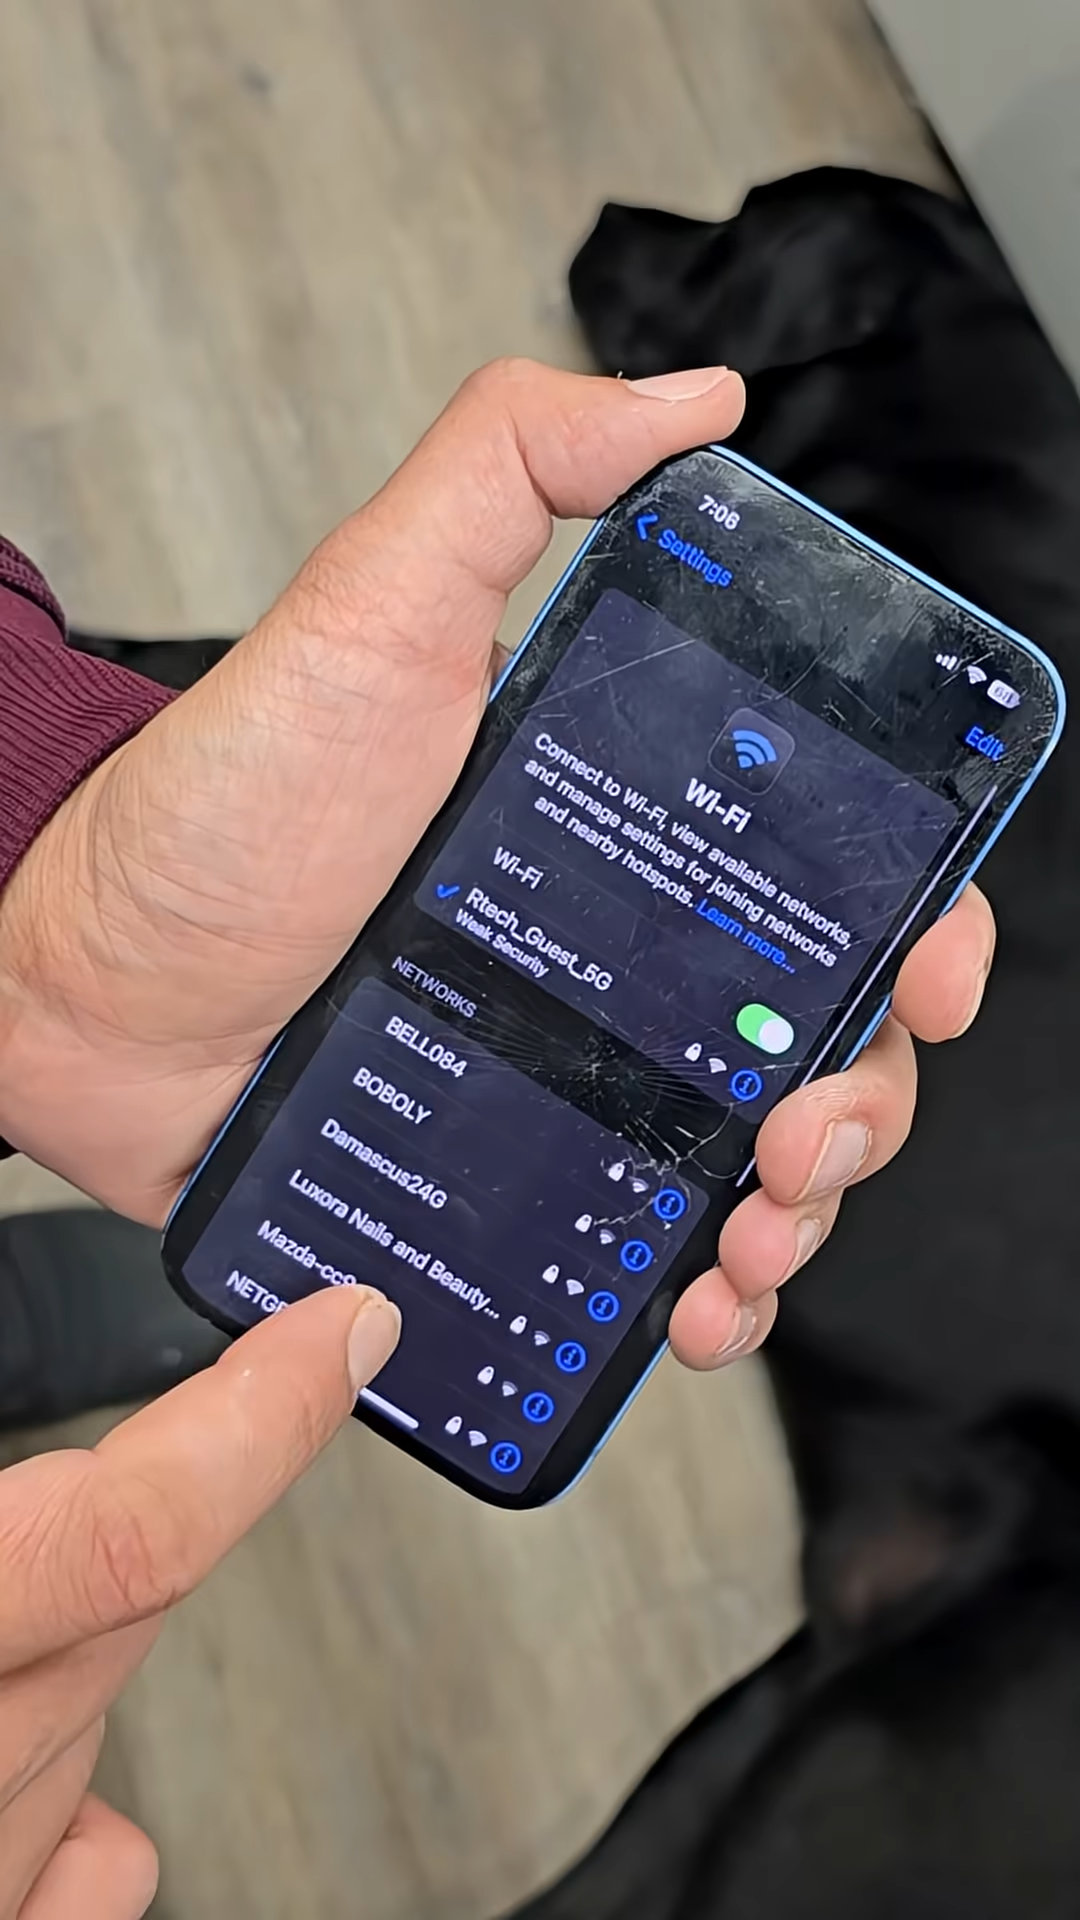 7:06
Settings
Edit
Wi-Fi
Connect to Wi-Fi, view available networks,
and manage settings for joining networks
and nearby hotspots. Learn more...
Wi-Fi
Rtech_Guest_5G
Weak Security
NETWORKS
BELL084
BOBOLY
Damascus24G
Luxora Nails and Beauty...